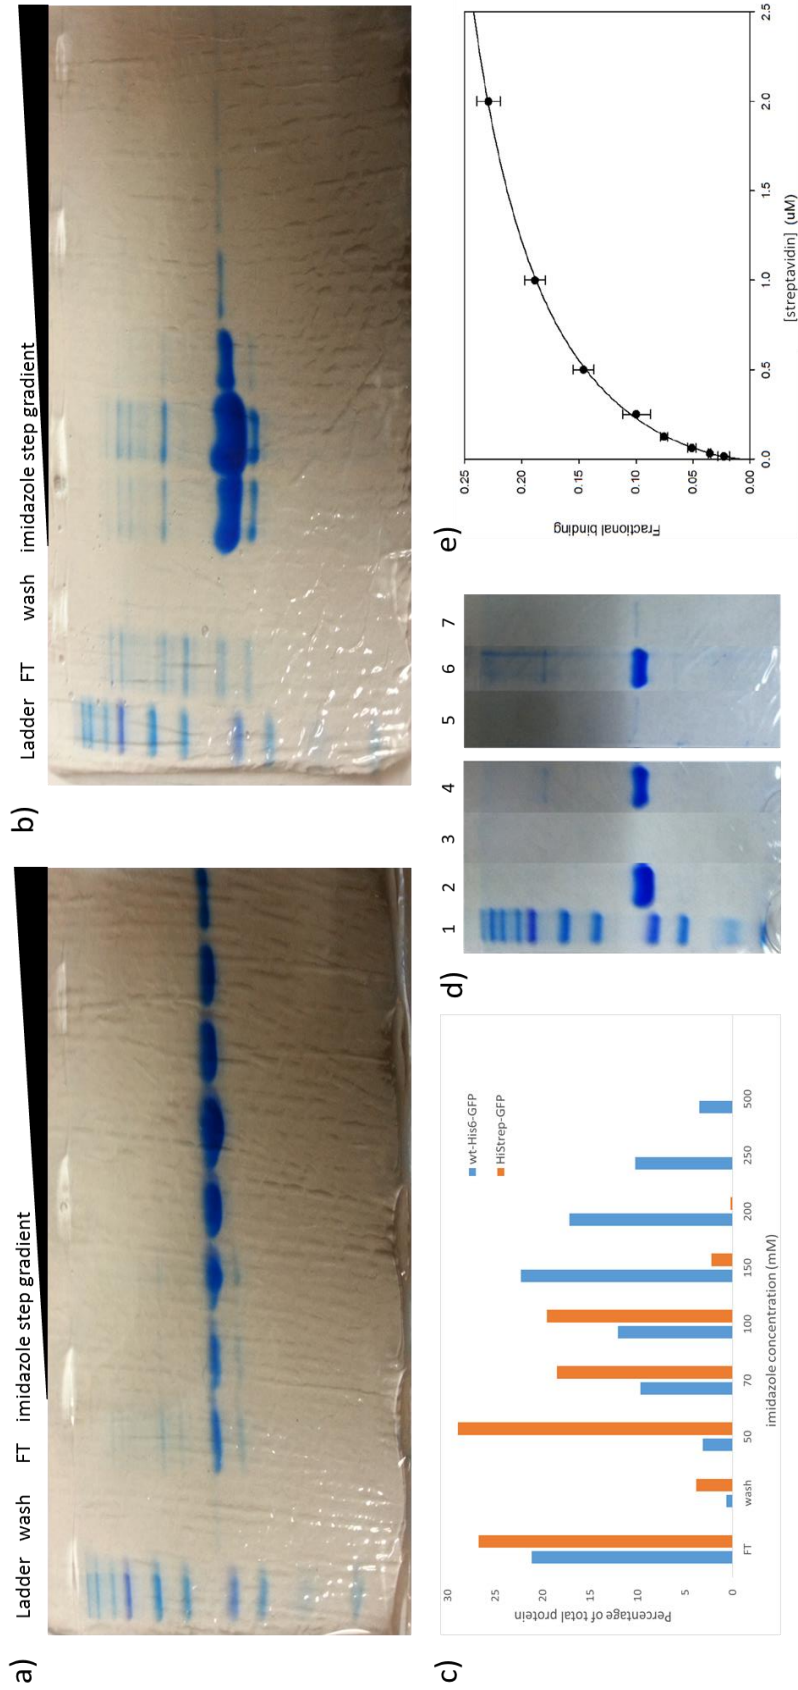 a)
Ladder wash FT imidazole step gradient
b)
Ladder FT wash imidazole step gradient
c)
30
25
20
15
10
5
0
Percentage of total protein
FT wash 50 70 100 150 200 250 500
imidazole concentration (mM)
wt-His6-GFP
HiStrep-GFP
d)
1 2 3 4 5 6 7
e)
0.25
0.20
0.15
0.10
0.05
0.00
Fractional binding
0.0 0.5 1.0 1.5 2.0 2.5
[streptavidin] (uM)